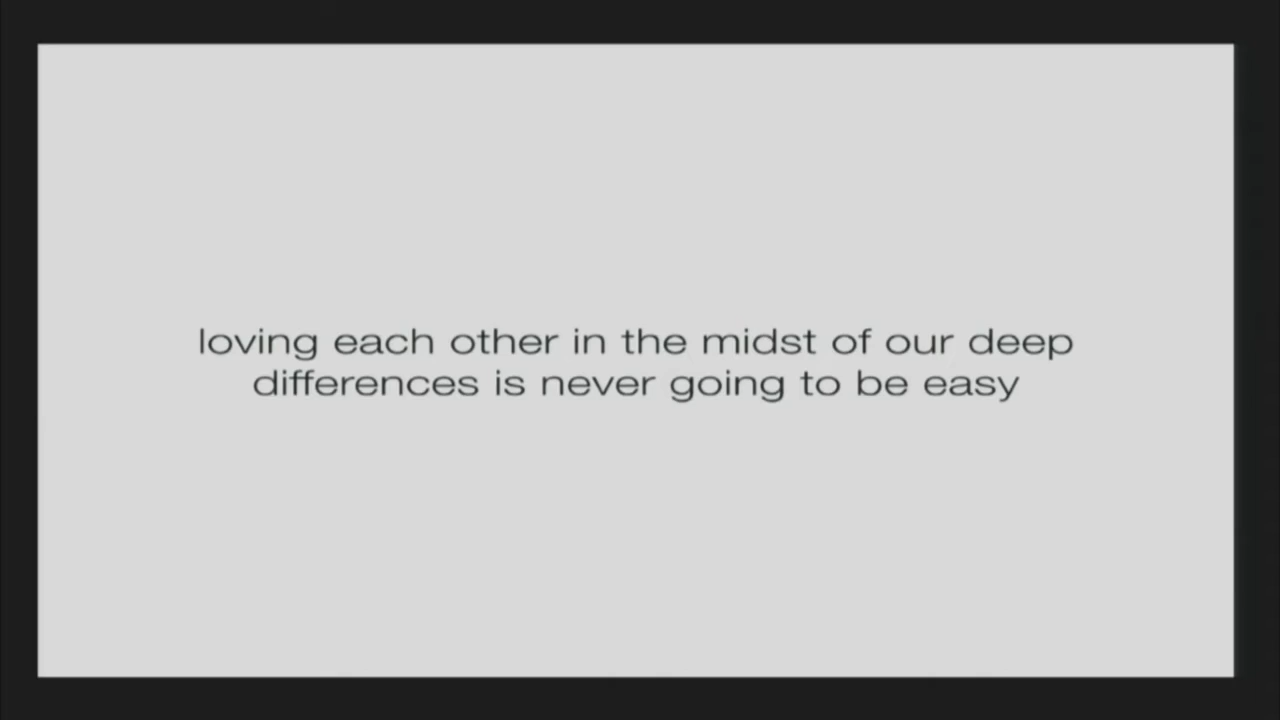 loving each other in the midst of our deep
differences is never going to be easy